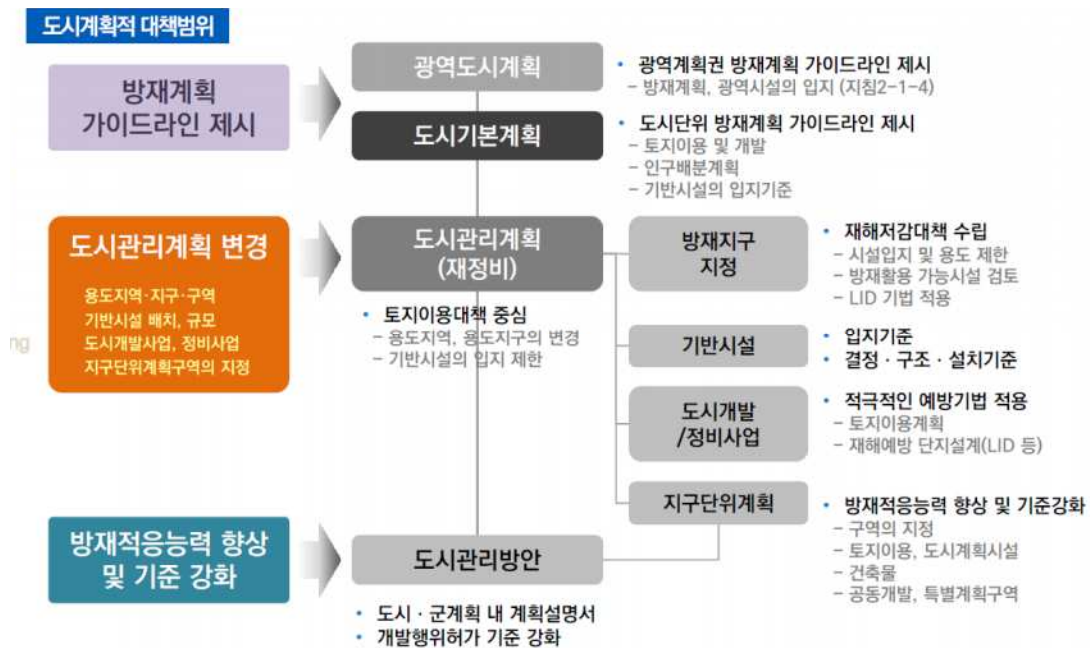 도시계획적 대책범위
방재계획
가이드라인 제시
광역도시계획
• 광역계획권 방재계획 가이드라인 제시
– 방재계획, 광역시설의 입지 (지침2-1-4)
도시기본계획
• 도시단위 방재계획 가이드라인 제시
– 토지이용 및 개발
– 인구배분계획
– 기반시설의 입지기준
도시관리계획 변경
용도지역·지구·구역
기반시설 배치, 규모
도시개발사업, 정비사업
지구단위계획구역의 지정
ng
도시관리계획
(재정비)
• 토지이용대책 중심
– 용도지역, 용도지구의 변경
– 기반시설의 입지 제한
방재지구
지정
• 재해저감대책 수립
– 시설입지 및 용도 제한
– 방재활용 가능시설 검토
– LID 기법 적용
기반시설
• 입지기준
• 결정·구조·설치기준
도시개발
/정비사업
• 적극적인 예방기법 적용
– 토지이용계획
– 재해예방 단지설계(LID 등)
지구단위계획
• 방재적응능력 향상 및 기준강화
– 구역의 지정
– 토지이용, 도시계획시설
– 건축물
– 공동개발, 특별계획구역
방재적응능력 향상
및 기준 강화
도시관리방안
• 도시·군계획 내 계획설명서
• 개발행위허가 기준 강화